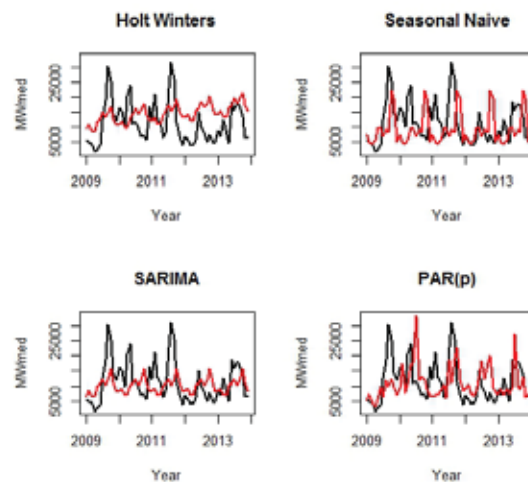 Holt Winters
MWmed
25000
5000
2009 2011 2013
Year
Seasonal Naive
MWmed
25000
5000
2009 2011 2013
Year
SARIMA
MWmed
25000
5000
2009 2011 2013
Year
PAR(p)
MWmed
25000
5000
2009 2011 2013
Year